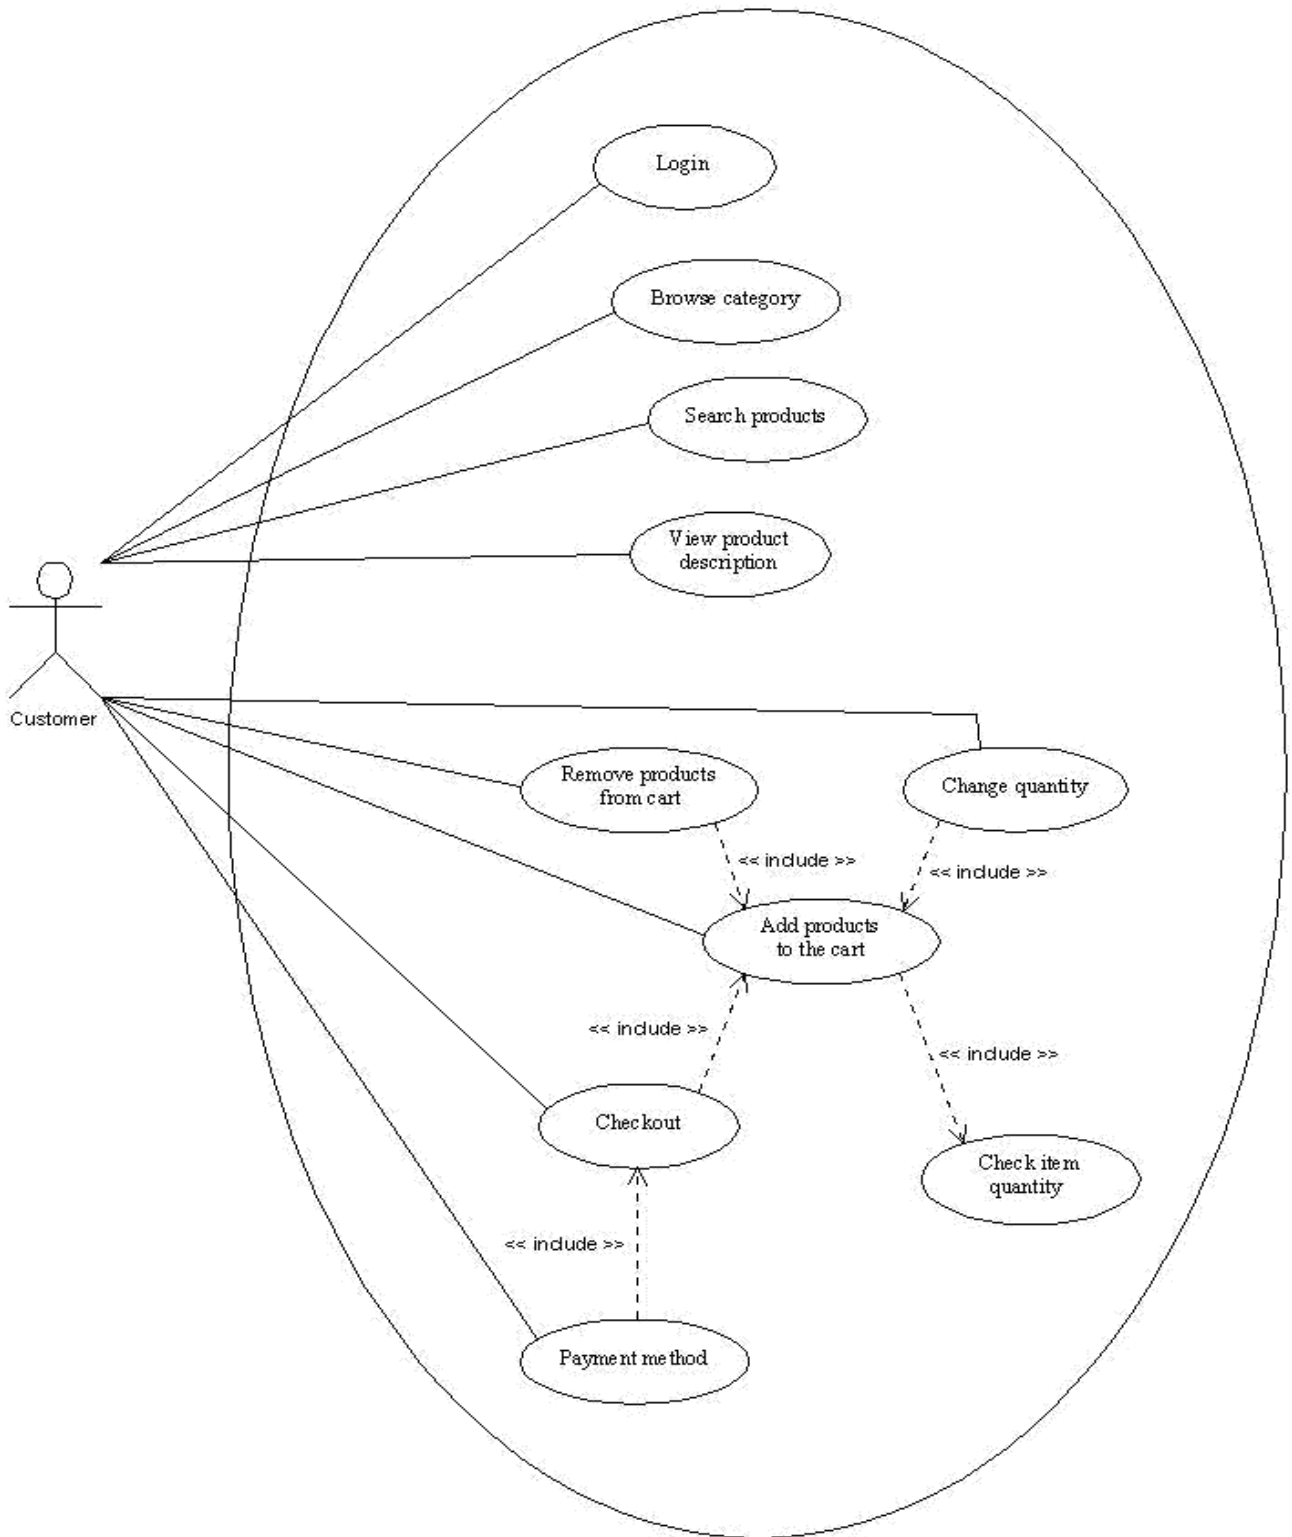 Login
Browse category
Search products
View product
description
Customer
Remove products
from cart
Change quantity
<< include >>
<< include >>
Add products
to the cart
<< include >>
<< include >>
Checkout
Check item
quantity
<< include >>
Payment method